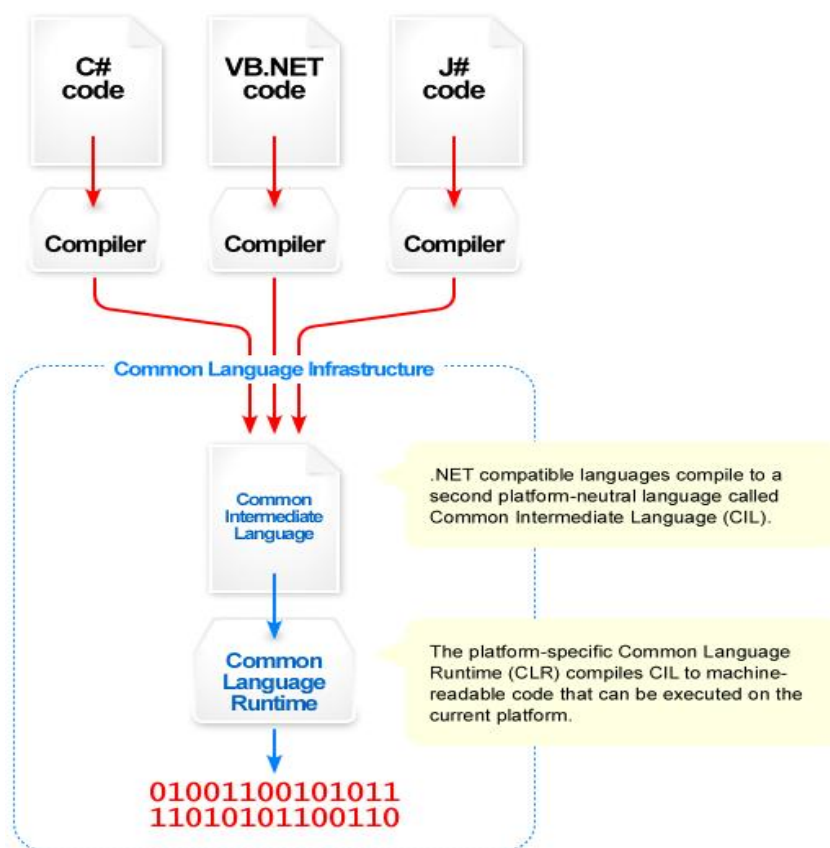 C#
code
VB.NET
code
J#
code
Compiler
Compiler
Compiler
Common Language Infrastructure
Common
Intermediate
Language
.NET compatible languages compile to a
second platform-neutral language called
Common Intermediate Language (CIL).
Common
Language
Runtime
The platform-specific Common Language
Runtime (CLR) compiles CIL to machine-
readable code that can be executed on the
current platform.
01001100101011
11010101100110